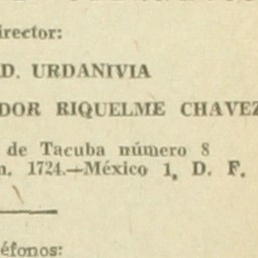 irector:
D. URDANIVIA
DOR RIQUELME CHAVEZ
de Tacuba número 8
n. 1724.—México 1, D. F.
éfonos: